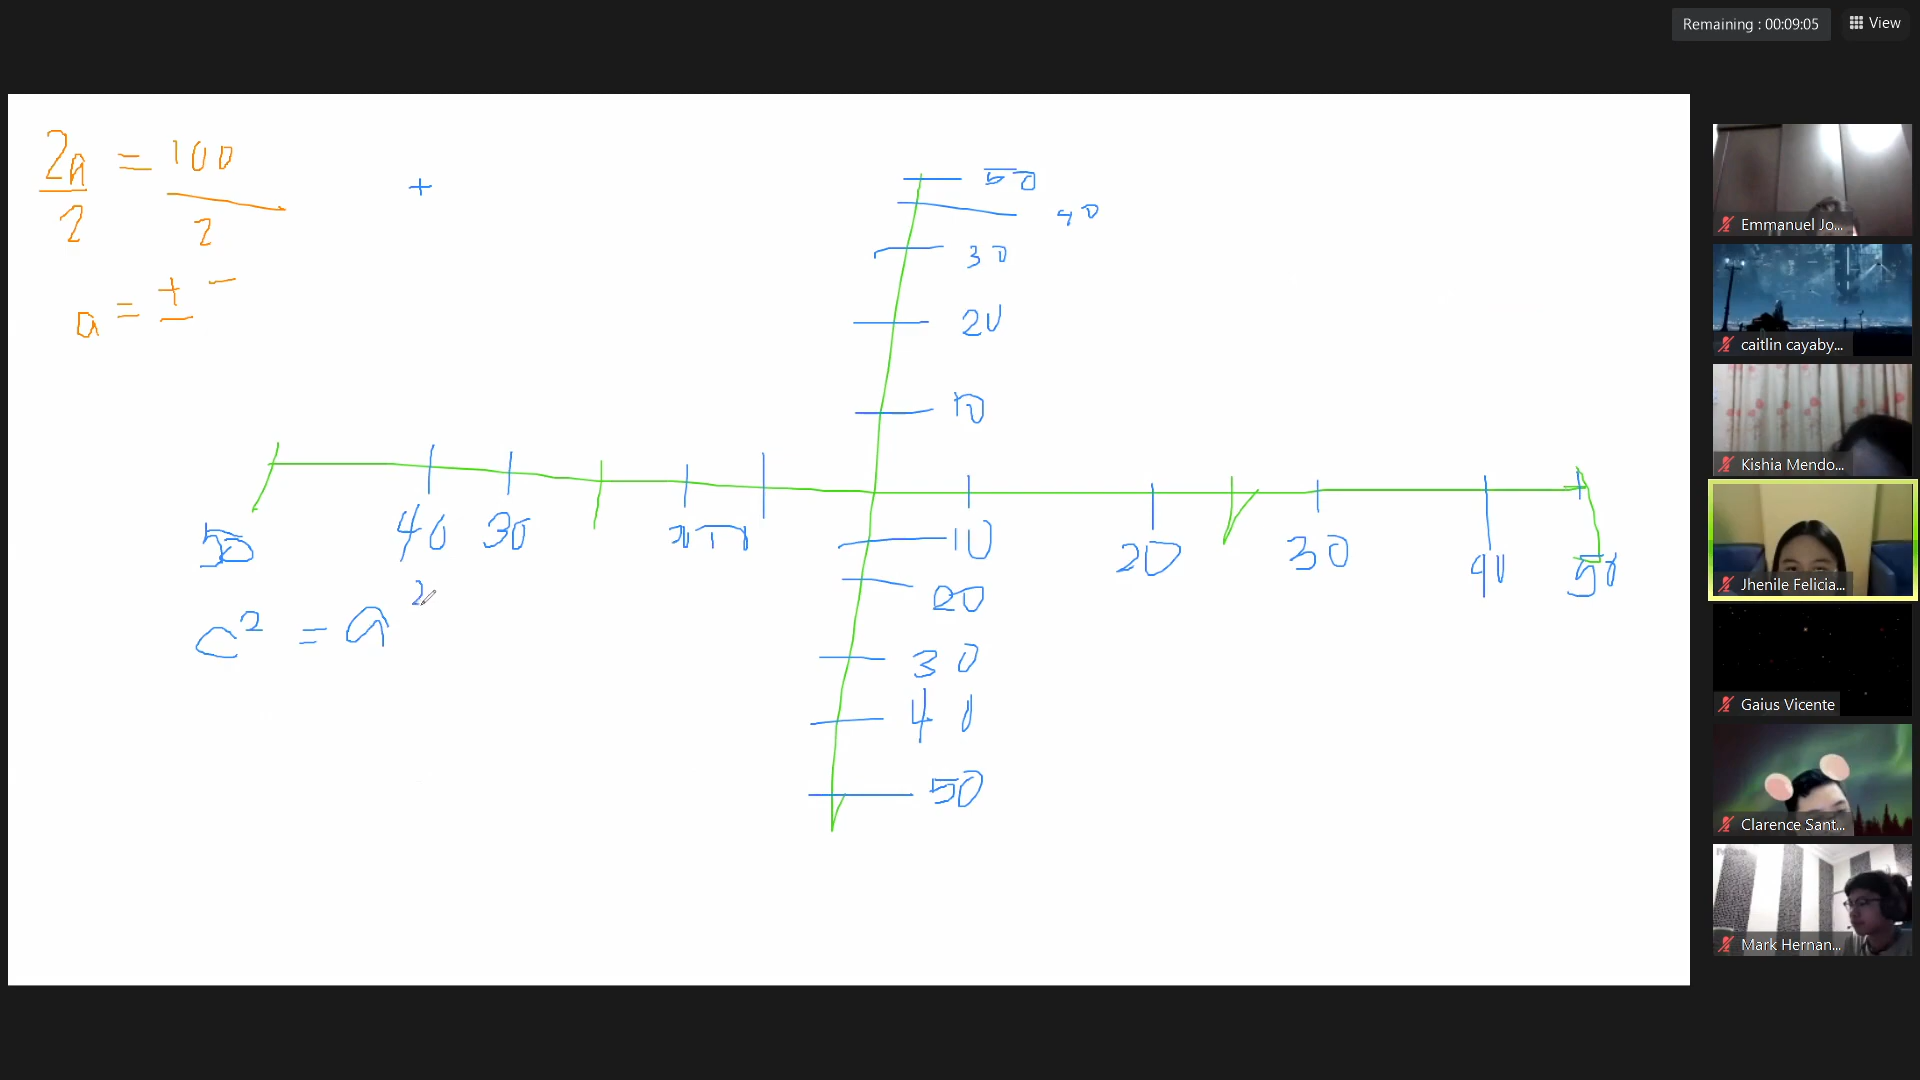 Remaining : 00:09:05
View
2a = 100
2 2
a = ± -
+
50
40
30
20
10
50 40 30
10 20 30 40 50
20
30
40
50
c² = a²
Emmanuel Jo...
caitlin cayaby...
Kishia Mendo...
Jhenile Felicia...
Gaius Vicente
Clarence Sant...
Mark Hernan...